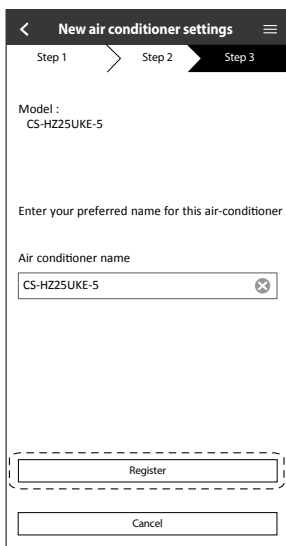 New air conditioner settings
Step 1 Step 2 Step 3
Model :
CS-HZ25UKE-5
Enter your preferred name for this air-conditioner
Air conditioner name
CS-HZ25UKE-5
Register
Cancel